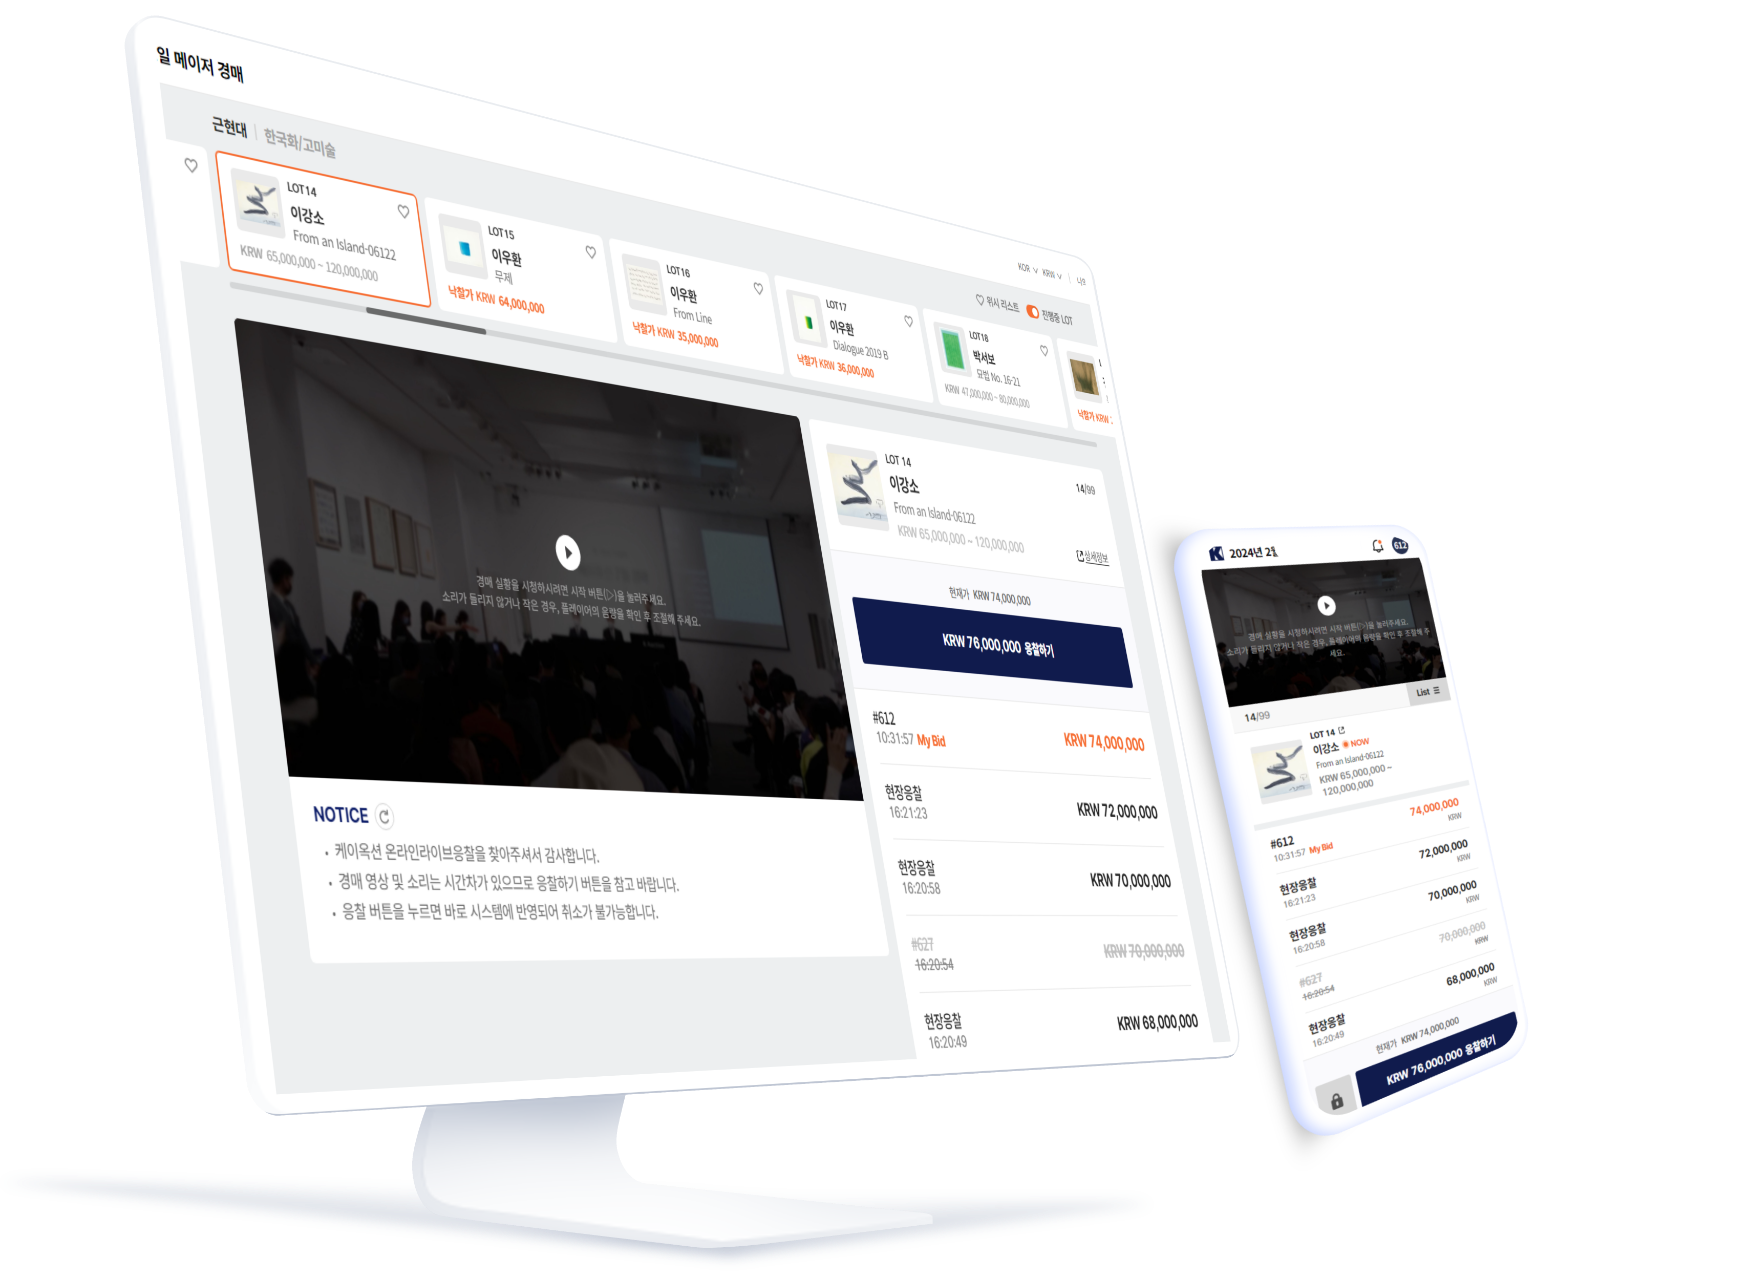 일 메이저 경매
KOR KRW
근현대 | 한국화/고미술
위시 리스트 진행중 LOT
LOT14
이강소
From an Island-06122
KRW 65,000,000 ~ 120,000,000
LOT15
이우환
무제
낙찰가 KRW 64,000,000
LOT16
이우환
From Line
낙찰가 KRW 35,000,000
LOT17
이우환
Dialogue 2019 B
낙찰가 KRW 36,000,000
LOT18
박서보
묘법 No. 16-21
KRW 47,000,000 ~ 80,000,000
낙찰가 KRW
경매 실황을 시청하시려면 시작 버튼(▷)을 눌러주세요.
소리가 들리지 않거나 작은 경우, 플레이어의 음량을 확인 후 조절해 주세요.
NOTICE
· 케이옥션 온라인라이브응찰을 찾아주셔서 감사합니다.
· 경매 영상 및 소리는 시간차가 있으므로 응찰하기 버튼을 참고 바랍니다.
· 응찰 버튼을 누르면 바로 시스템에 반영되어 취소가 불가능합니다.
LOT 14
이강소
14/99
From an Island-06122
KRW 65,000,000 ~ 120,000,000
상세정보
현재가 KRW 74,000,000
KRW 76,000,000 응찰하기
#612
10:31:57 My Bid KRW 74,000,000
현장응찰
16:21:23 KRW 72,000,000
현장응찰
16:20:58 KRW 70,000,000
#627
16:20:54 KRW 70,000,000
현장응찰
16:20:49 KRW 68,000,000
K 2024년 2월 612
경매 실황을 시청하시려면 시작 버튼(▷)을 눌러주세요.
소리가 들리지 않거나 작은 경우, 플레이어의 음량을 확인 후 조절해 주
세요.
14/99 List
LOT 14
이강소 NOW
From an Island-06122
KRW 65,000,000 ~
120,000,000
#612 74,000,000
10:31:57 My Bid KRW
현장응찰 72,000,000
16:21:23 KRW
현장응찰 70,000,000
16:20:58 KRW
#627 70,000,000
16:20:54 KRW
현장응찰 68,000,000
16:20:49 KRW
현재가 KRW 74,000,000
KRW 76,000,000 응찰하기